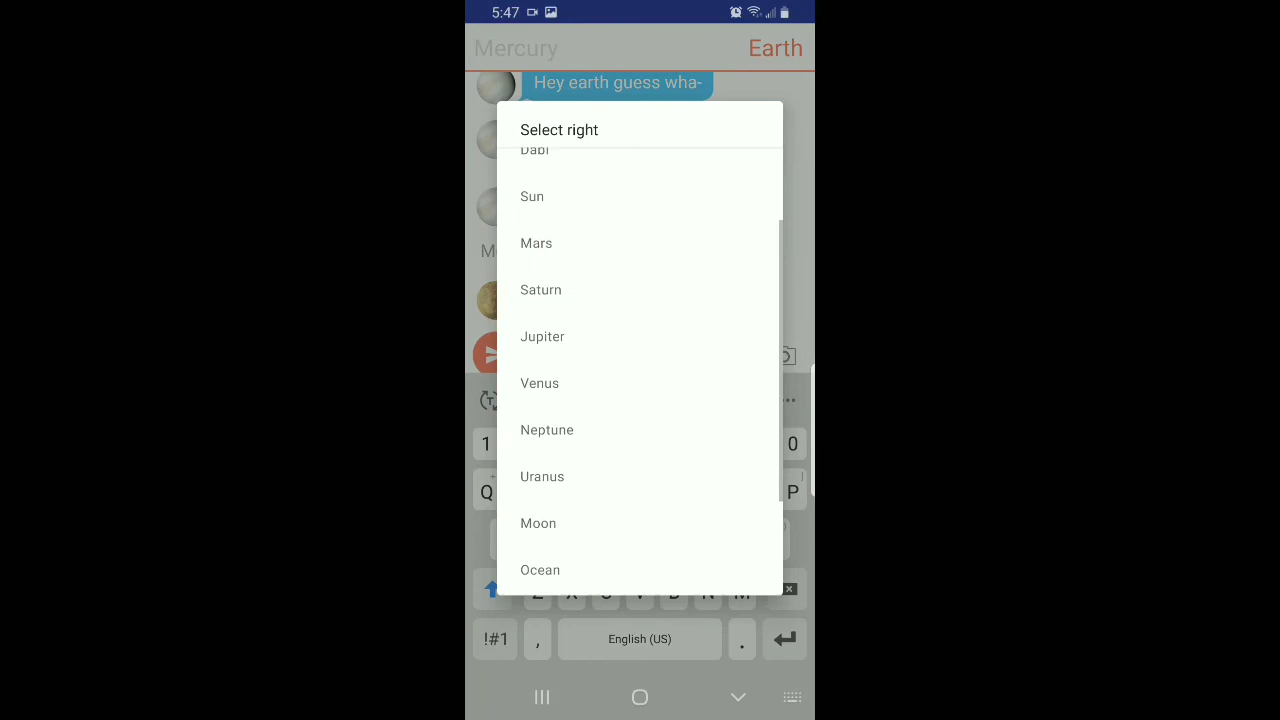 5:47
Mercury
Earth
Hey earth guess wha-
Select right
Dabi
Sun
Mars
Saturn
Jupiter
Venus
Neptune
Uranus
Moon
Ocean
1
0
Q
P
!#1
,
English (US)
.